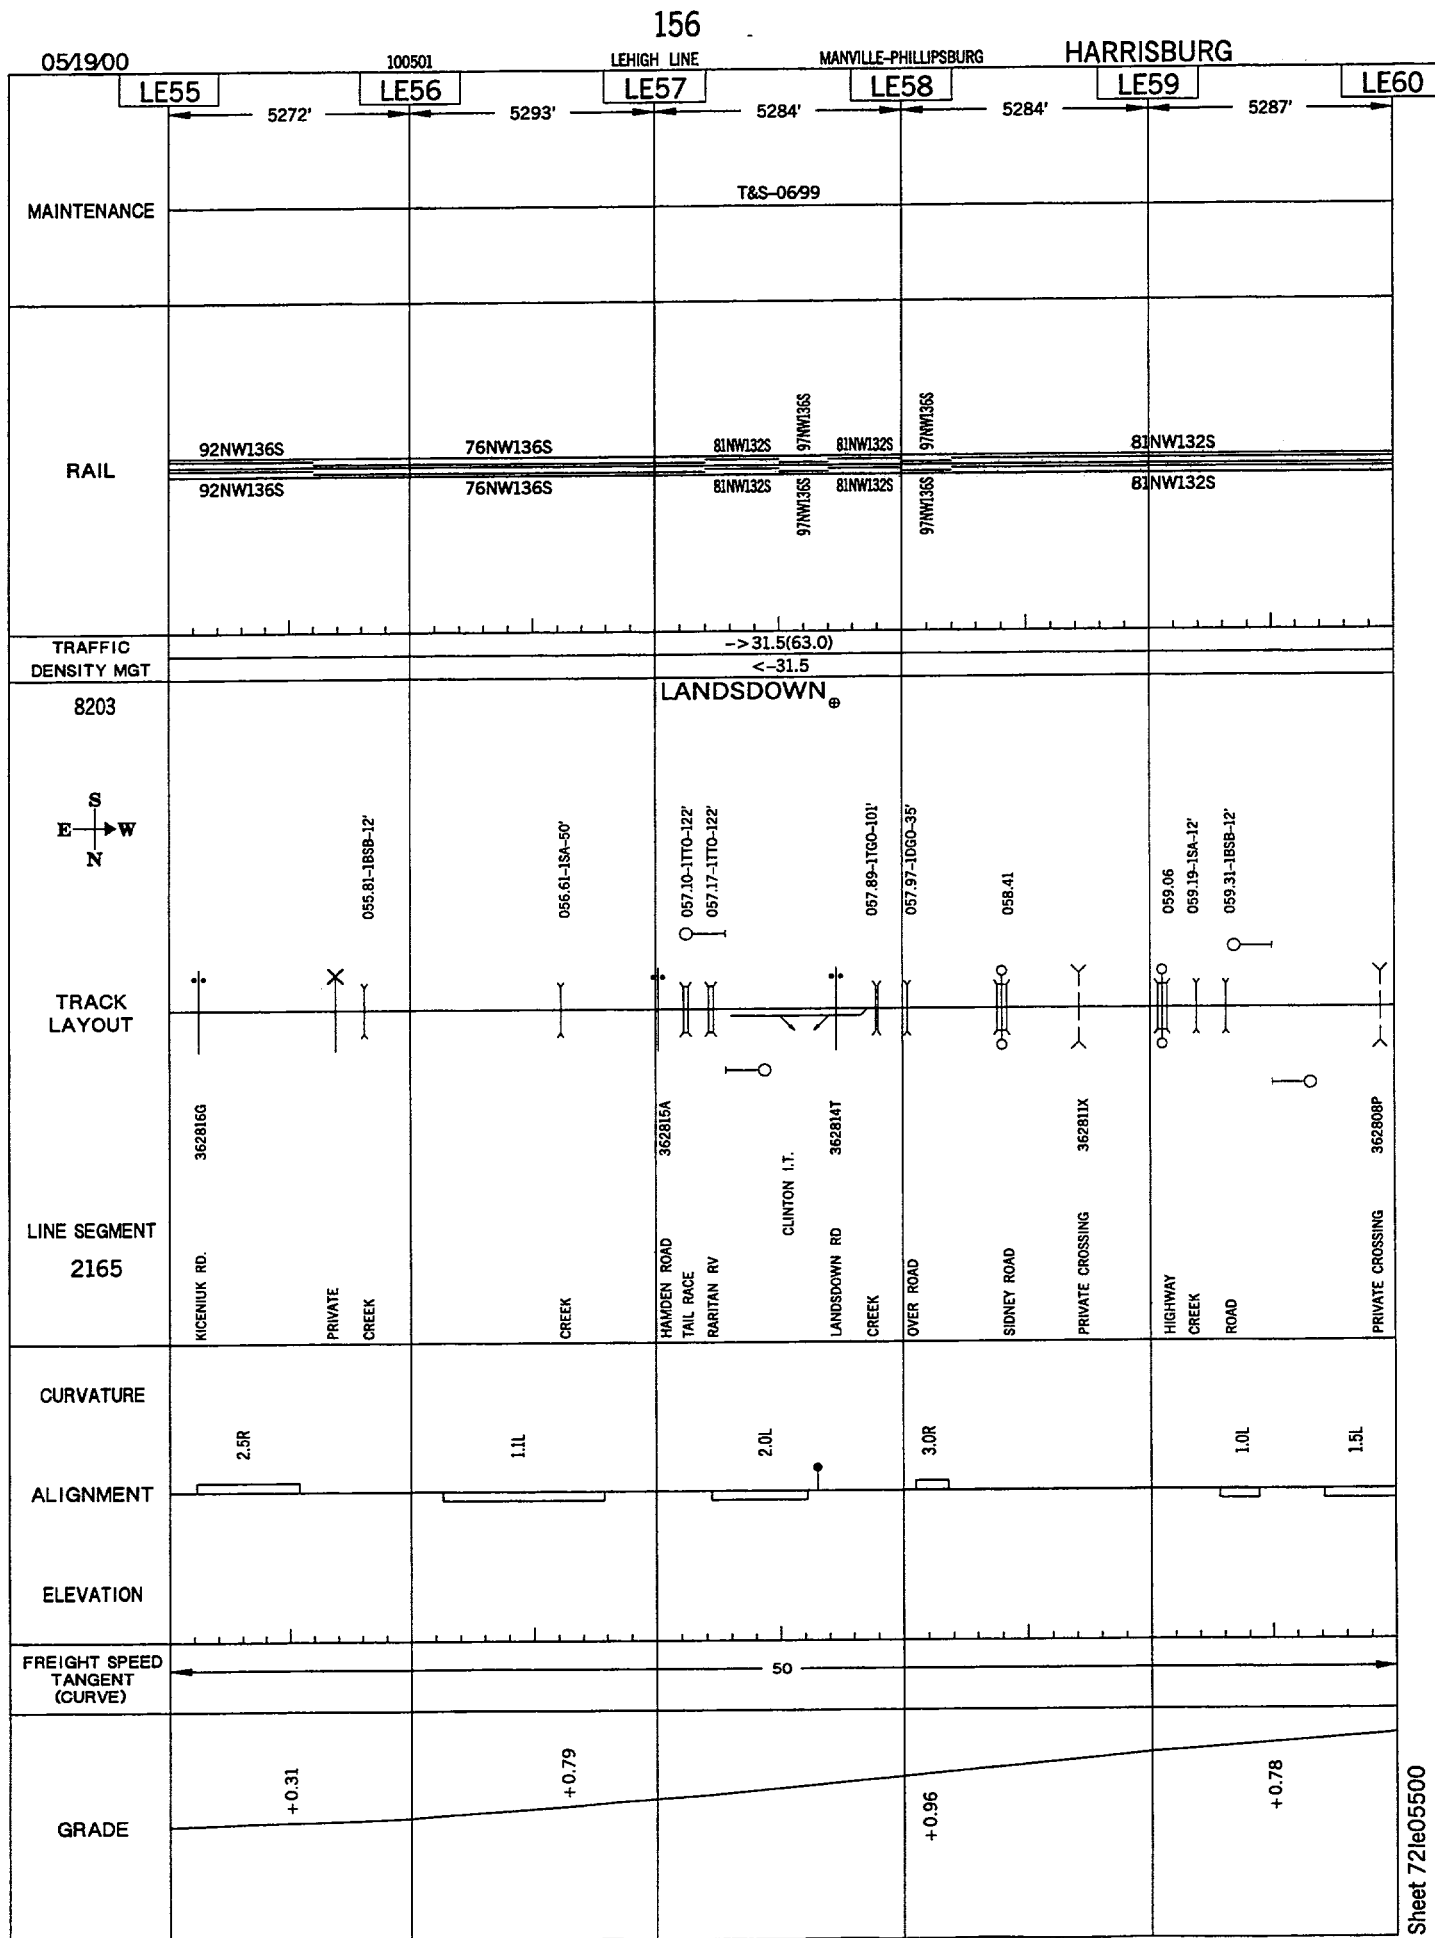 156
05/19/00 100501 LEHIGH LINE MANVILLE-PHILLIPSBURG HARRISBURG
LE55 LE56 LE57 LE58 LE59 LE60
5272' 5293' 5284' 5284' 5287'
MAINTENANCE T&S-06/99
RAIL
92NW136S 76NW136S 81NW132S 97NW136S 81NW132S 97NW136S 81NW132S
92NW136S 76NW136S 81NW132S 97NW136S 81NW132S 97NW136S 81NW132S
TRAFFIC ->31.5(63.0)
DENSITY MGT <-31.5
8203 LANDSDOWN
S
E W
N
055.81-1BSB-12' 056.61-1SA-50' 057.10-1TTO-122' 057.17-1TTO-122' 057.89-1TGO-101' 057.97-1DGO-35' 058.41 059.06 059.19-1SA-12' 059.31-1BSB-12'
TRACK
LAYOUT
362816G 362815A 362814T 362811X 362808P
CLINTON I.T.
LINE SEGMENT
2165
KICENIUK RD. PRIVATE CREEK CREEK HAMDEN ROAD TAIL RACE RARITAN RV LANDSDOWN RD CREEK OVER ROAD SIDNEY ROAD PRIVATE CROSSING HIGHWAY CREEK ROAD PRIVATE CROSSING
CURVATURE
2.5R 1.1L 2.0L 3.0R 1.0L 1.5L
ALIGNMENT
ELEVATION
FREIGHT SPEED
TANGENT 50
(CURVE)
GRADE
+0.31 +0.79 +0.96 +0.78
Sheet 72le05500